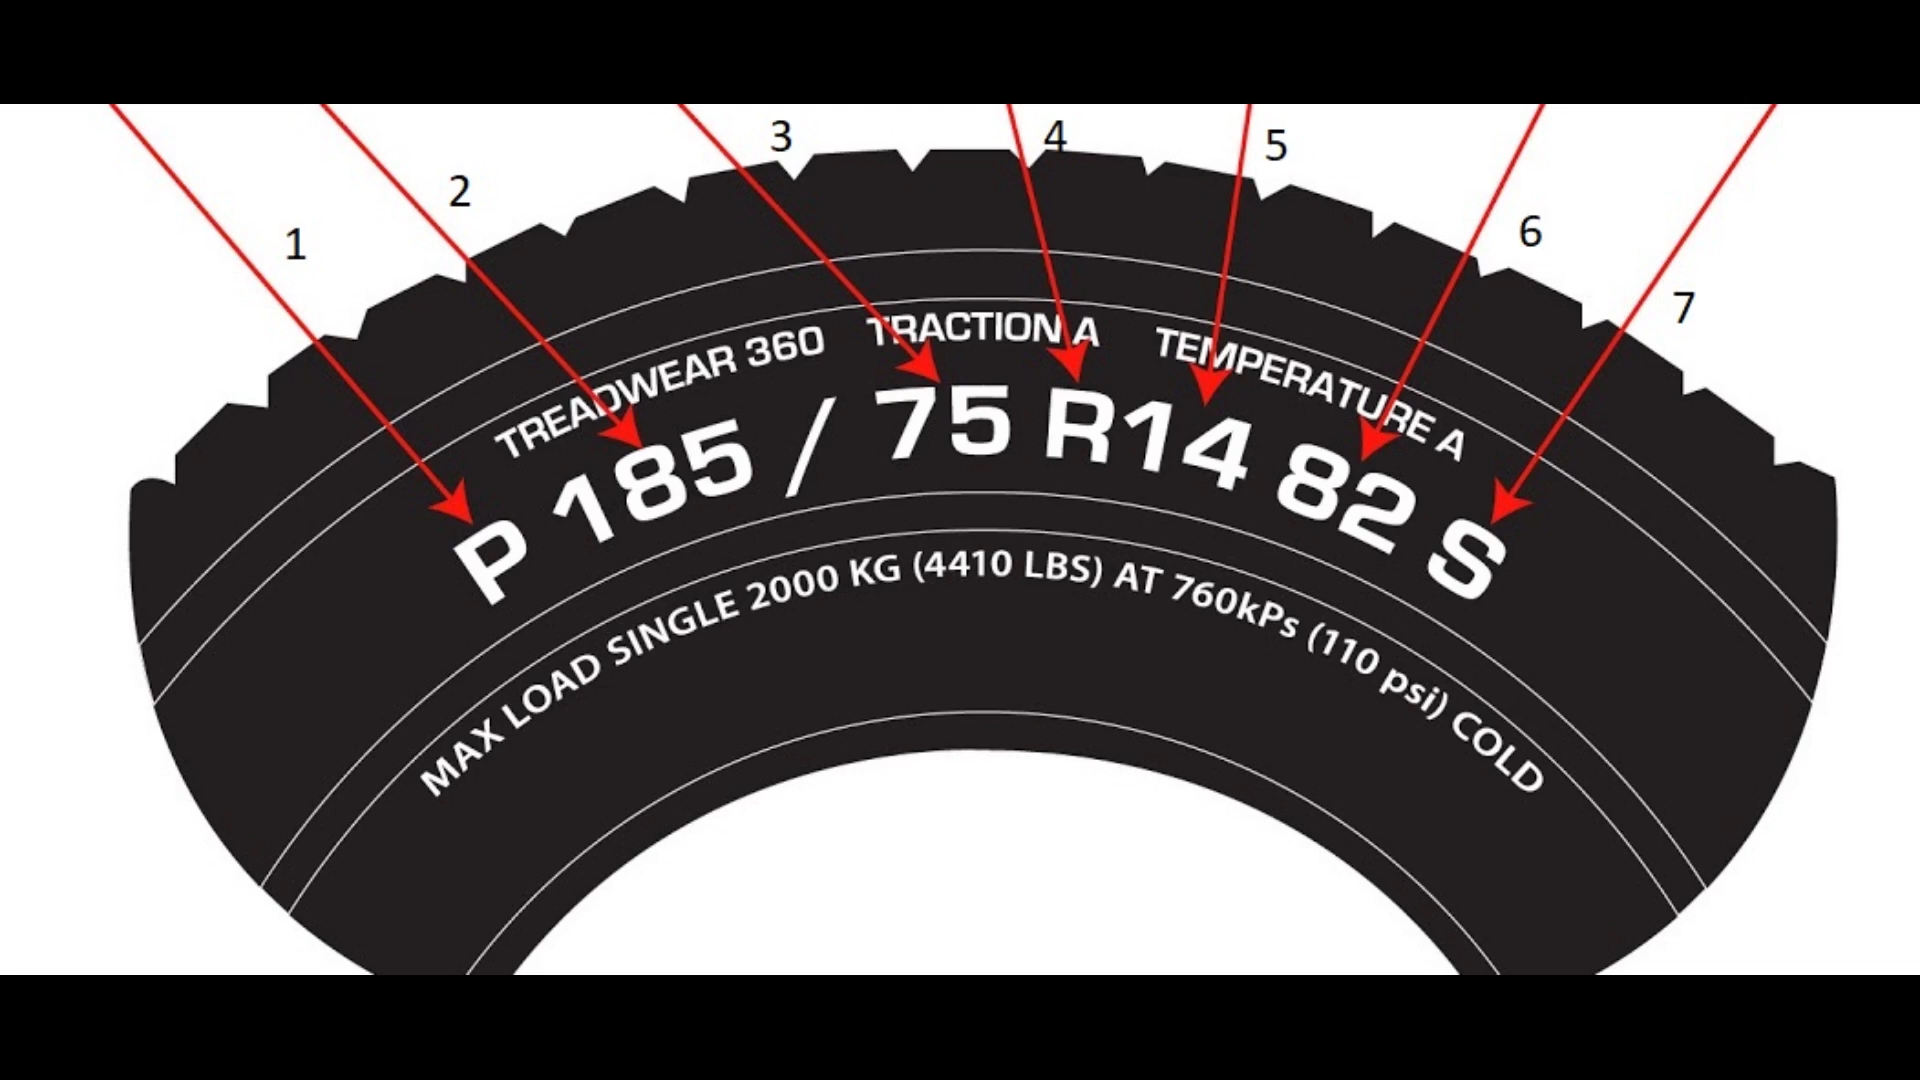 1 2 3 4 5 6 7
TREADWEAR 360 TRACTION A TEMPERATURE A
P 185 / 75 R14 82 S
MAX LOAD SINGLE 2000 KG (4410 LBS) AT 760kPs (110 psi) COLD